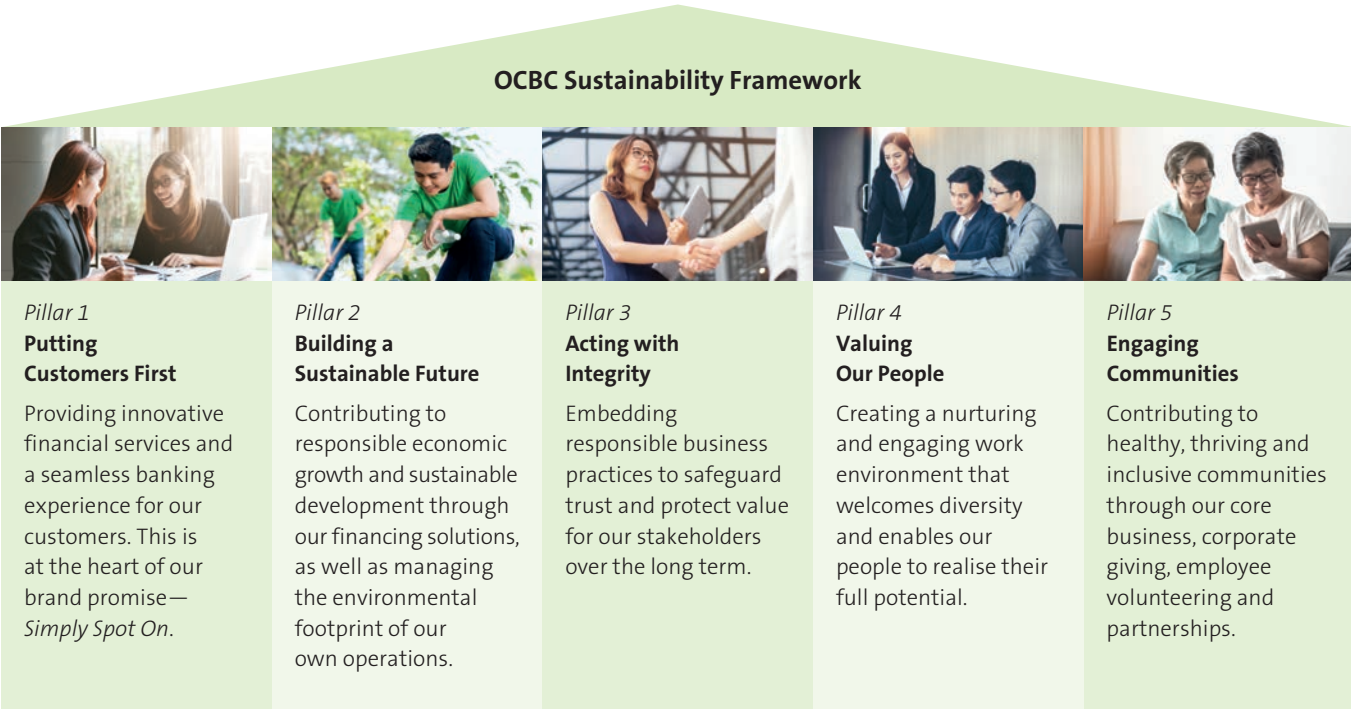 OCBC Sustainability Framework
Pillar 1
Putting
Customers First
Providing innovative
financial services and
a seamless banking
experience for our
customers. This is
at the heart of our
brand promise—
Simply Spot On.
Pillar 2
Building a
Sustainable Future
Contributing to
responsible economic
growth and sustainable
development through
our financing solutions,
as well as managing
the environmental
footprint of our
own operations.
Pillar 3
Acting with
Integrity
Embedding
responsible business
practices to safeguard
trust and protect value
for our stakeholders
over the long term.
Pillar 4
Valuing
Our People
Creating a nurturing
and engaging work
environment that
welcomes diversity
and enables our
people to realise their
full potential.
Pillar 5
Engaging
Communities
Contributing to
healthy, thriving and
inclusive communities
through our core
business, corporate
giving, employee
volunteering and
partnerships.